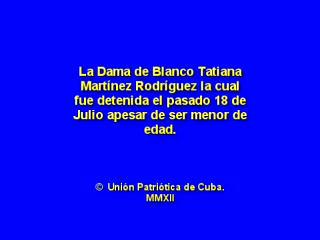 La Dama de Blanco Tatiana
Martínez Rodríguez la cual
fue detenida el pasado 18 de
Julio apesar de ser menor de
edad.
© Unión Patriótica de Cuba.
MMXII